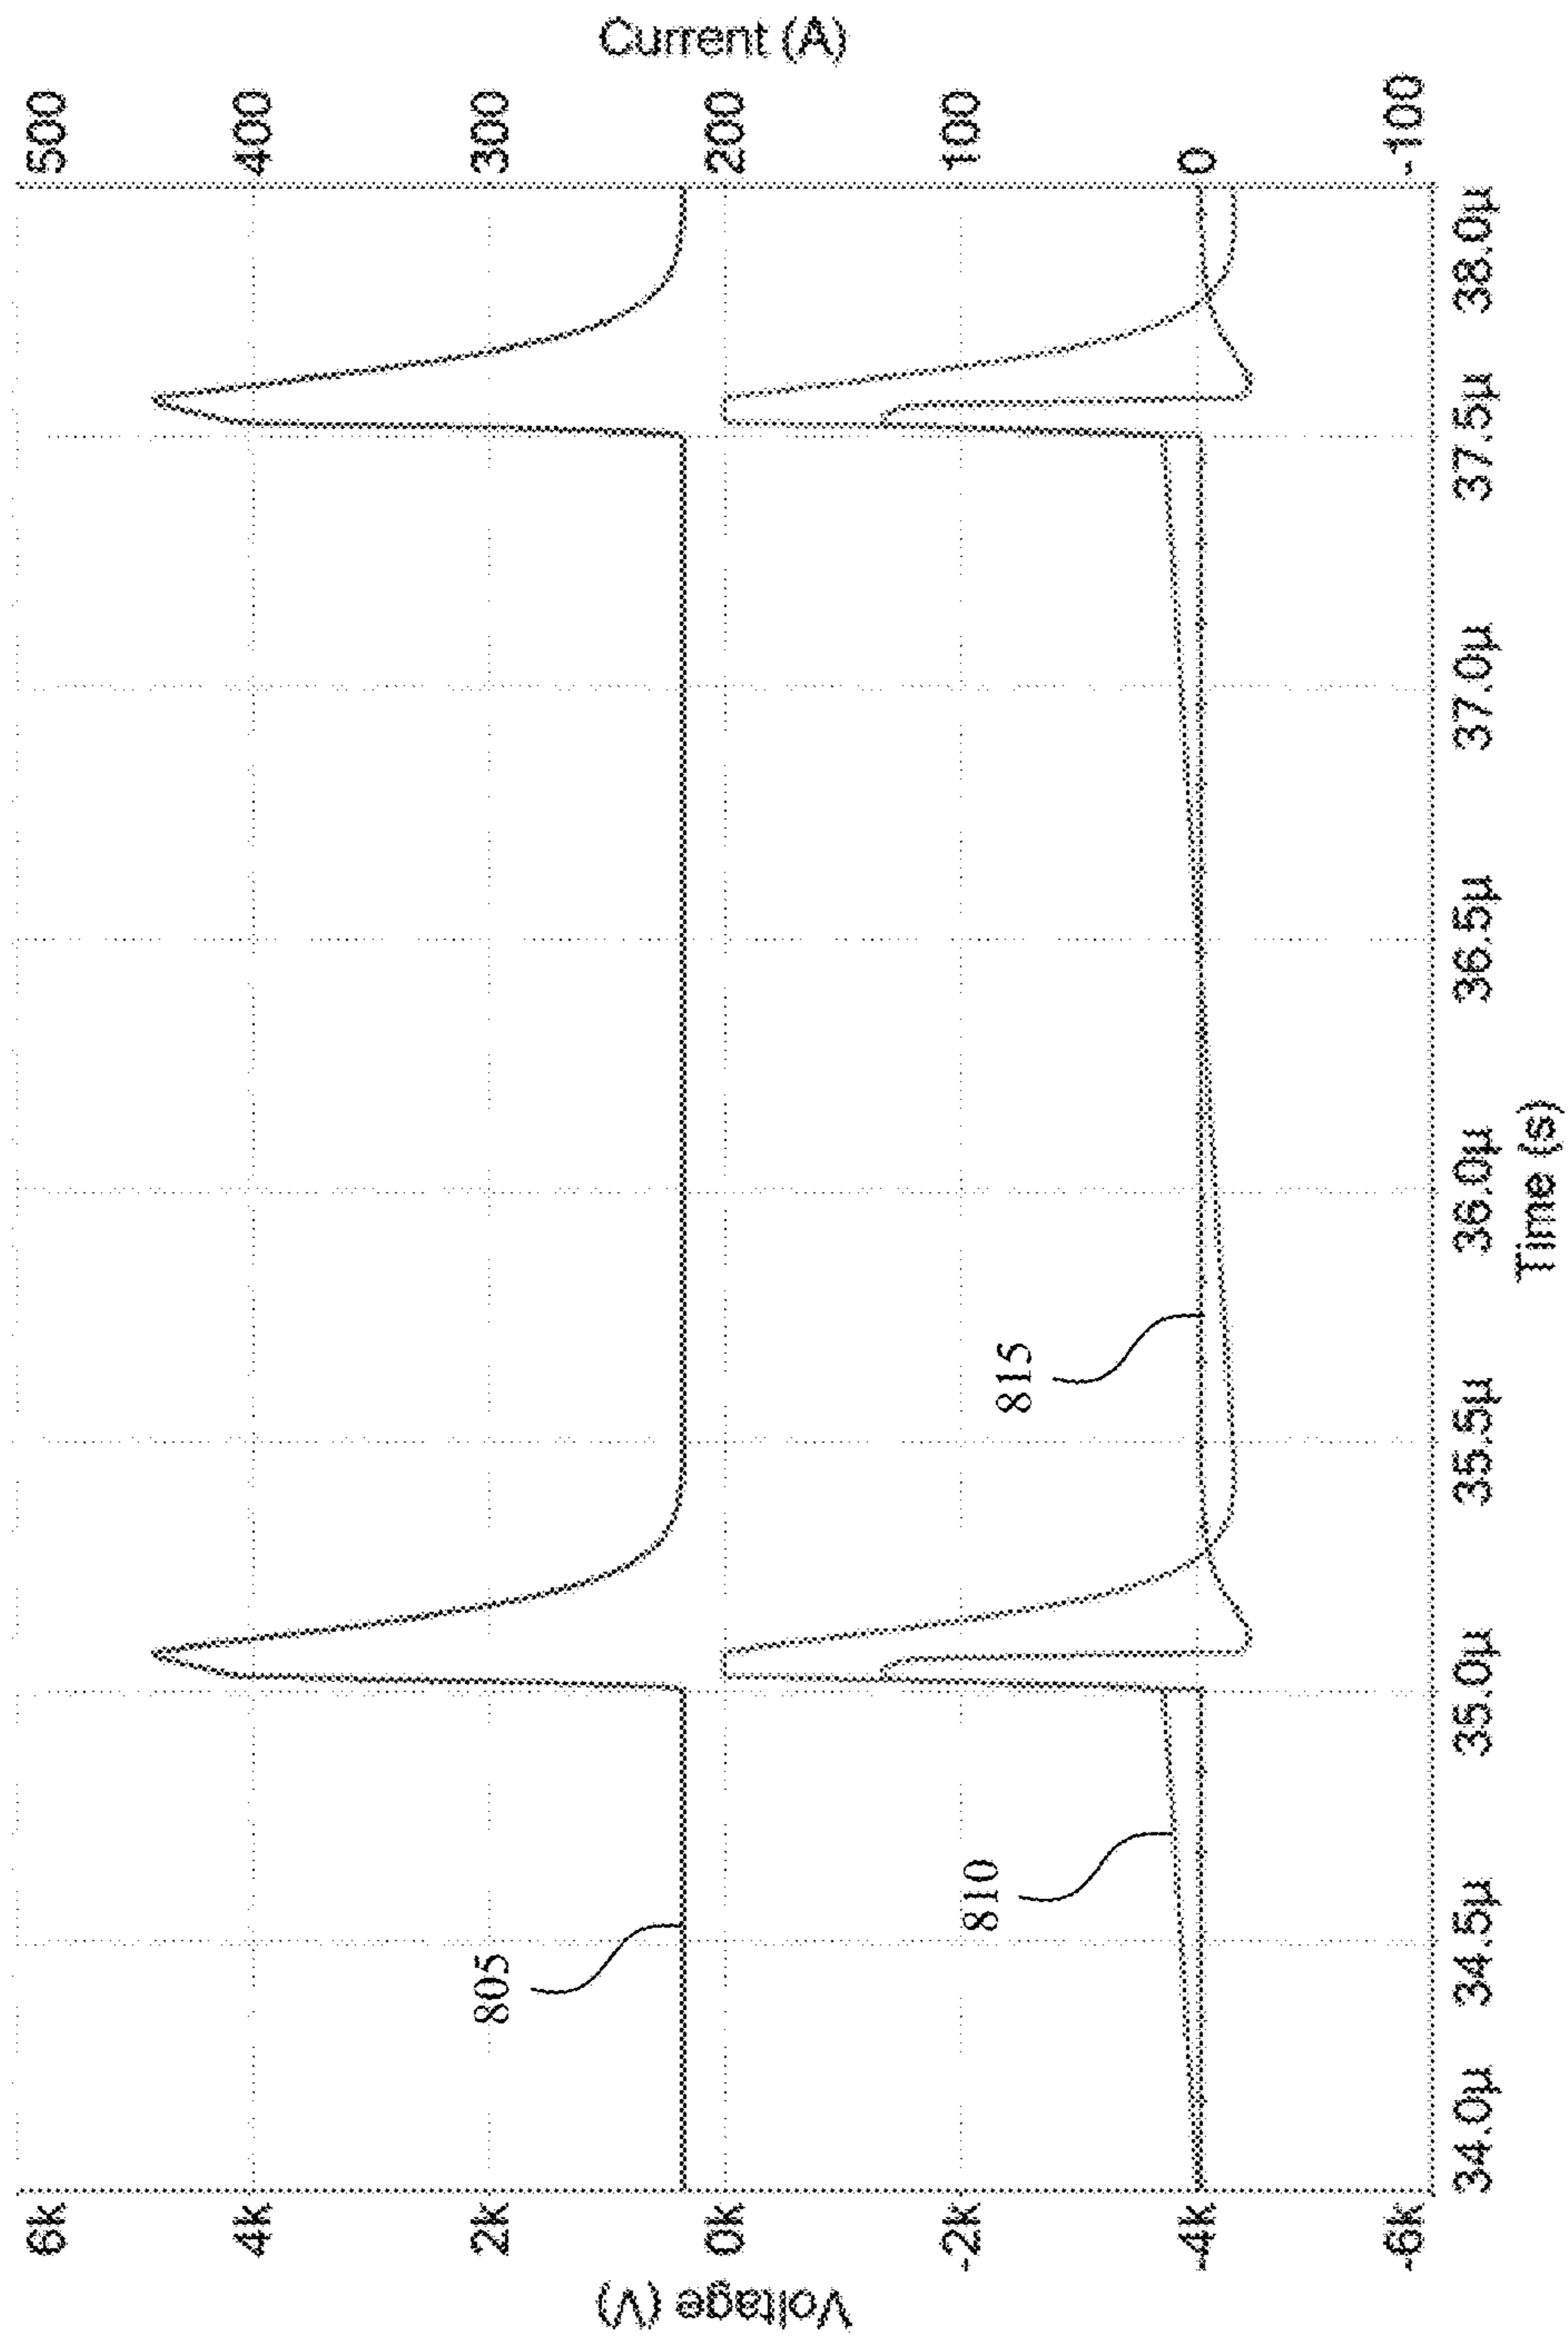 Voltage (V)
6k
4k
2k
0k
-2k
-4k
-6k
Current (A)
500
400
300
200
100
0
-100
805
810
815
34.0µ
34.5µ
35.0µ
35.5µ
36.0µ
36.5µ
37.0µ
37.5µ
38.0µ
Time (s)